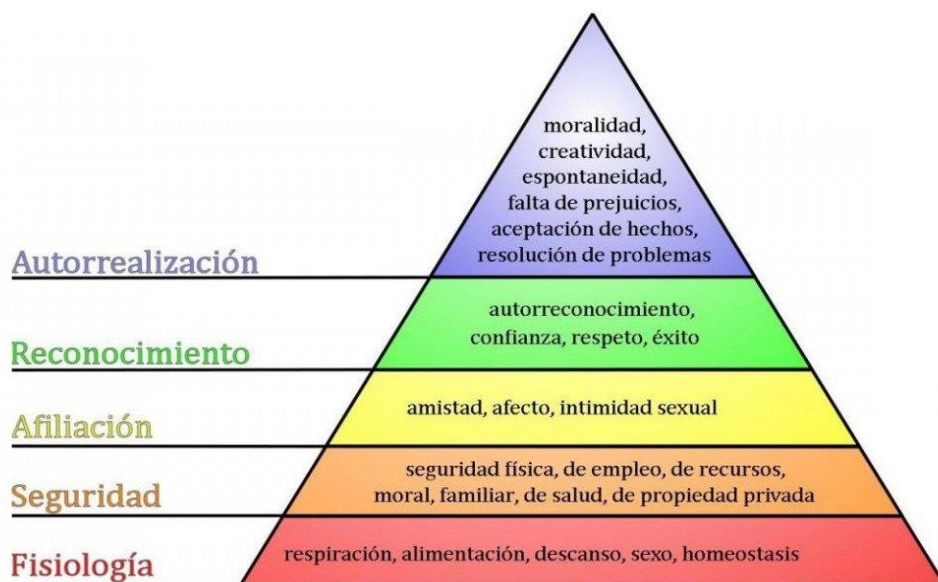 moralidad,
creatividad,
espontaneidad,
falta de prejuicios,
aceptación de hechos,
resolución de problemas
Autorrealización
autorreconocimiento,
confianza, respeto, éxito
Reconocimiento
amistad, afecto, intimidad sexual
Afiliación
seguridad física, de empleo, de recursos,
moral, familiar, de salud, de propiedad privada
Seguridad
respiración, alimentación, descanso, sexo, homeostasis
Fisiología